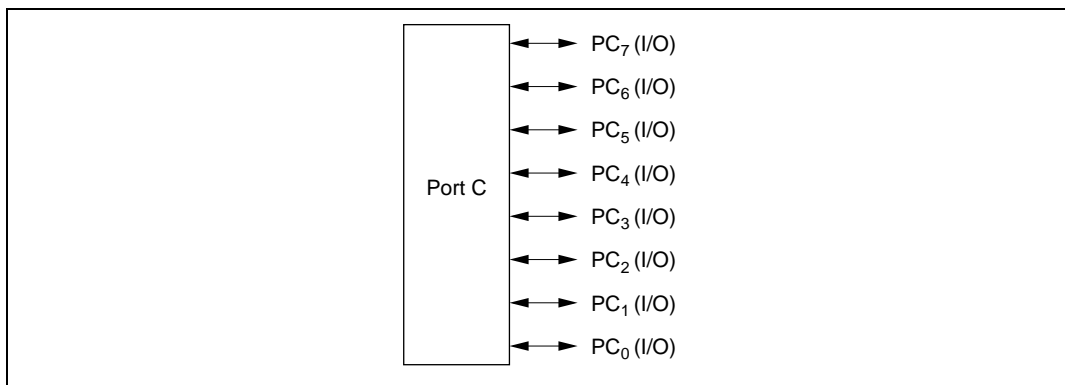 PC7 (I/O)
PC6 (I/O)
PC5 (I/O)
PC4 (I/O)
Port C
PC3 (I/O)
PC2 (I/O)
PC1 (I/O)
PC0 (I/O)